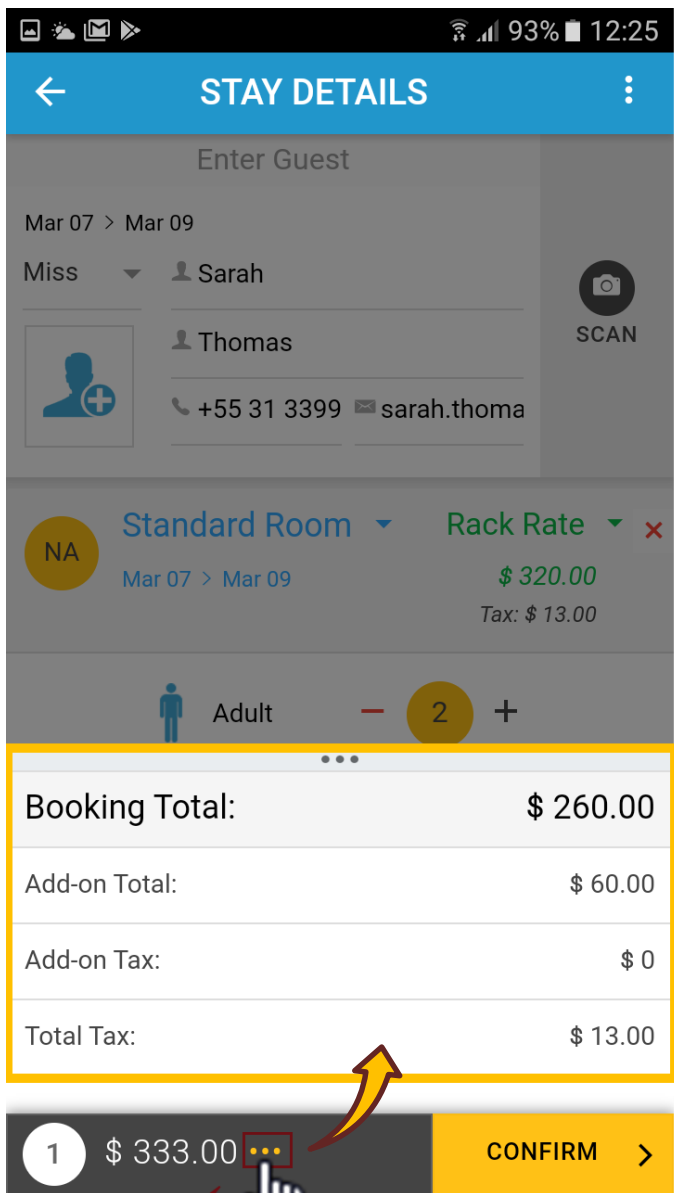 93% 12:25
STAY DETAILS
Enter Guest
Mar 07 > Mar 09
Miss Sarah
SCAN
Thomas
+55 31 3399 sarah.thoma
Standard Room Rack Rate
NA
Mar 07 > Mar 09 $ 320.00
Tax: $ 13.00
Adult − 2 +
Booking Total: $ 260.00
Add-on Total: $ 60.00
Add-on Tax: $ 0
Total Tax: $ 13.00
1 $ 333.00 ... CONFIRM >